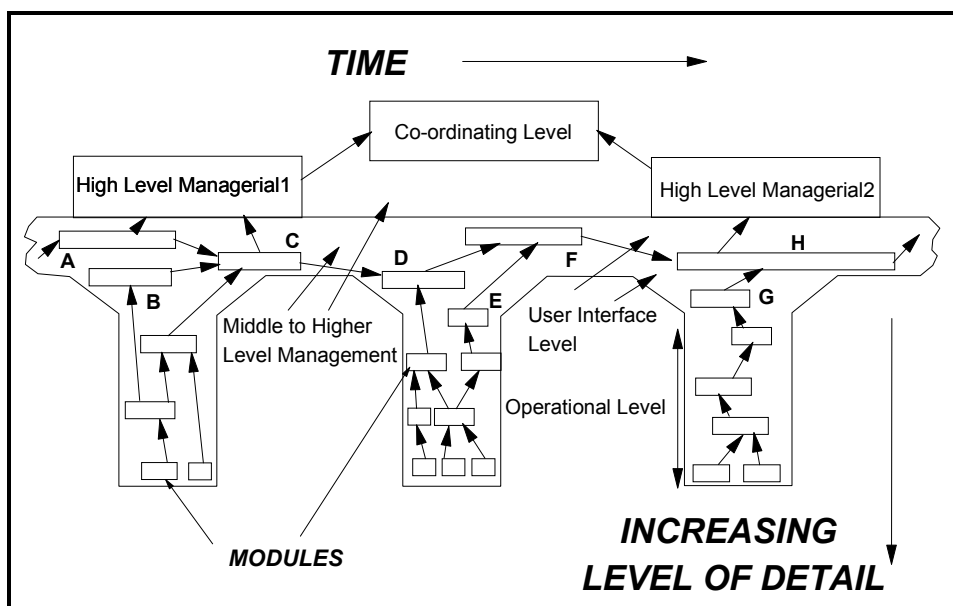 TIME
Co-ordinating Level
High Level Managerial1
High Level Managerial2
A
B
C
D
E
F
G
H
Middle to Higher
Level Management
User Interface
Level
Operational Level
MODULES
INCREASING
LEVEL OF DETAIL